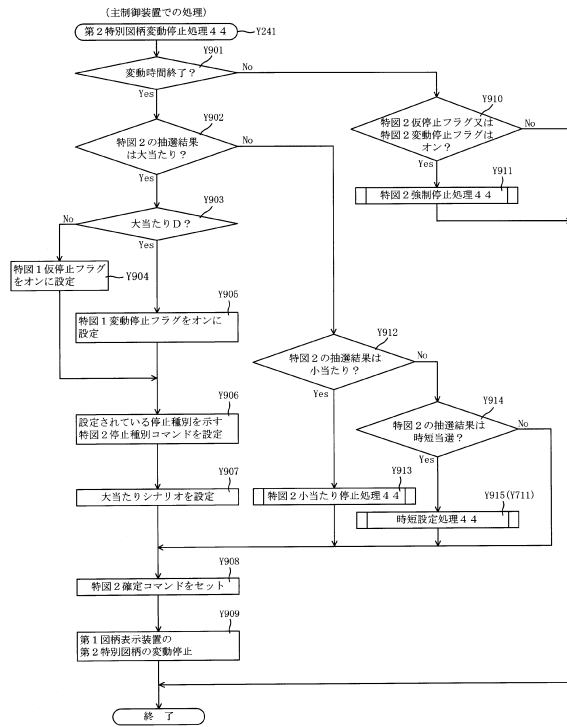 (主制御装置での処理)
第2特別図柄変動停止処理44
Y241
Y901
変動時間終了?
No
Yes
Y902
特図2の抽選結果
は大当たり?
No
Yes
Y910
特図2仮停止フラグ又は
特図2変動停止フラグは
オン?
No
Yes
Y911
特図2強制停止処理44
Y903
大当たりD?
No
Yes
特図1仮停止フラグ
をオンに設定
Y904
Y905
特図1変動停止フラグをオンに
設定
Y912
特図2の抽選結果は
小当たり?
No
Yes
Y906
設定されている停止種別を示す
特図2停止種別コマンドを設定
Y914
特図2の抽選結果は
時短当選?
No
Yes
Y907
大当たりシナリオを設定
Y913
特図2小当たり停止処理44
Y915(Y711)
時短設定処理44
Y908
特図2確定コマンドをセット
Y909
第1図柄表示装置の
第2特別図柄の変動停止
終 了